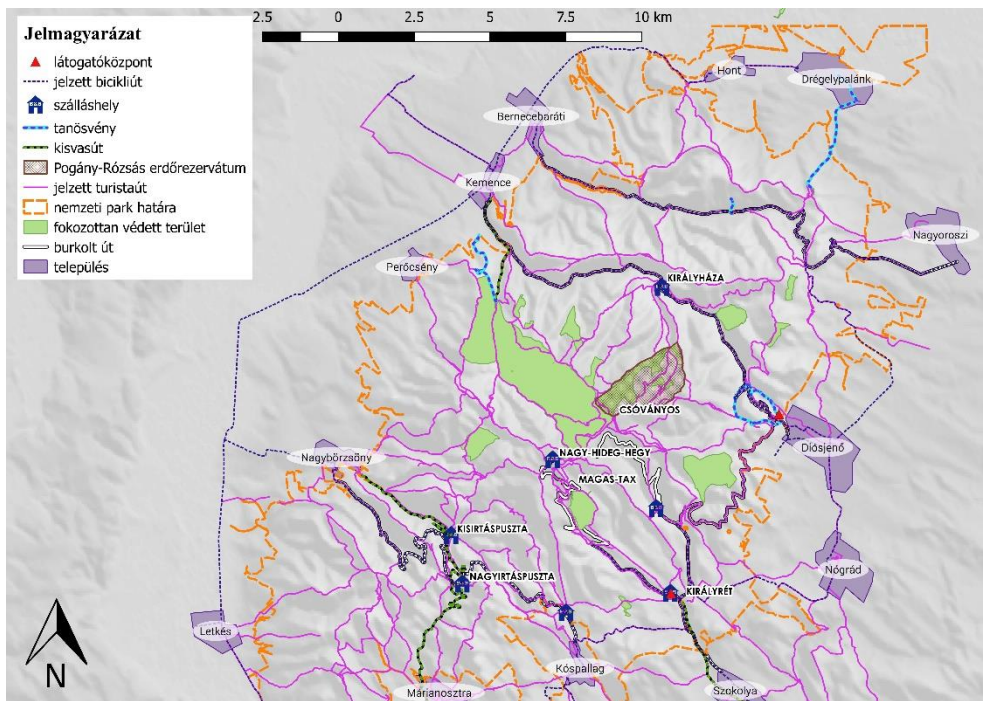 2.5 0 2.5 5 7.5 10 km
Jelmagyarázat
látogatóközpont
jelzett bicikliút
szálláshely
tanösvény
kisvasút
Pogány-Rózsás erdőrezervátum
jelzett turistaút
nemzeti park határa
fokozottan védett terület
burkolt út
település
Hont
Drégelypalánk
Bernecebaráti
Kemence
Nagyoroszi
Perőcsény
KIRÁLYHÁZA
CSÓVÁNYOS
Diósjenő
Nagybörzsöny
NAGY-HIDEG-HEGY
MAGAS-TAX
KISIRTÁSPUSZTA
Nógrád
NAGYIRTÁSPUSZTA
KIRÁLYRÉT
Letkés
Kóspallag
Márianosztra
Szokolya
N